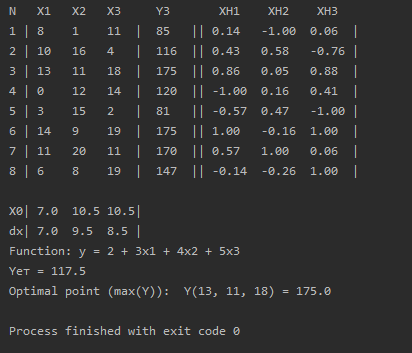 N X1 X2 X3 Y3 XH1 XH2 XH3
1 | 8 1 11 | 85 || 0.14 -1.00 0.06 |
2 | 10 16 4 | 116 || 0.43 0.58 -0.76 |
3 | 13 11 18 | 175 || 0.86 0.05 0.88 |
4 | 0 12 14 | 120 || -1.00 0.16 0.41 |
5 | 3 15 2 | 81 || -0.57 0.47 -1.00 |
6 | 14 9 19 | 175 || 1.00 -0.16 1.00 |
7 | 11 20 11 | 170 || 0.57 1.00 0.06 |
8 | 6 8 19 | 147 || -0.14 -0.26 1.00 |
X0| 7.0 10.5 10.5|
dx| 7.0 9.5 8.5 |
Function: y = 2 + 3x1 + 4x2 + 5x3
Yет = 117.5
Optimal point (max(Y)): Y(13, 11, 18) = 175.0
Process finished with exit code 0